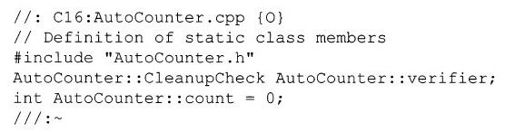 //: C16:AutoCounter.cpp {O}
// Definition of static class members
#include "AutoCounter.h"
AutoCounter::CleanupCheck AutoCounter::verifier;
int AutoCounter::count = 0;
///:~